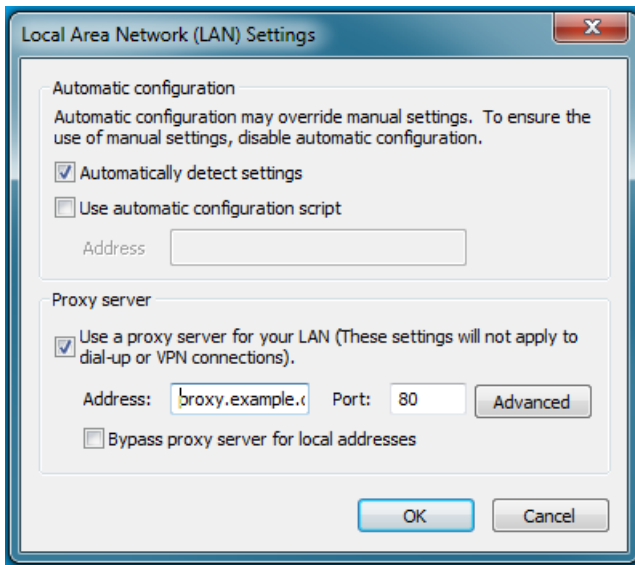 Local Area Network (LAN) Settings
Automatic configuration
Automatic configuration may override manual settings. To ensure the
use of manual settings, disable automatic configuration.
Automatically detect settings
Use automatic configuration script
Address
Proxy server
Use a proxy server for your LAN (These settings will not apply to
dial-up or VPN connections).
Address: proxy.example.c Port: 80 Advanced
Bypass proxy server for local addresses
OK Cancel